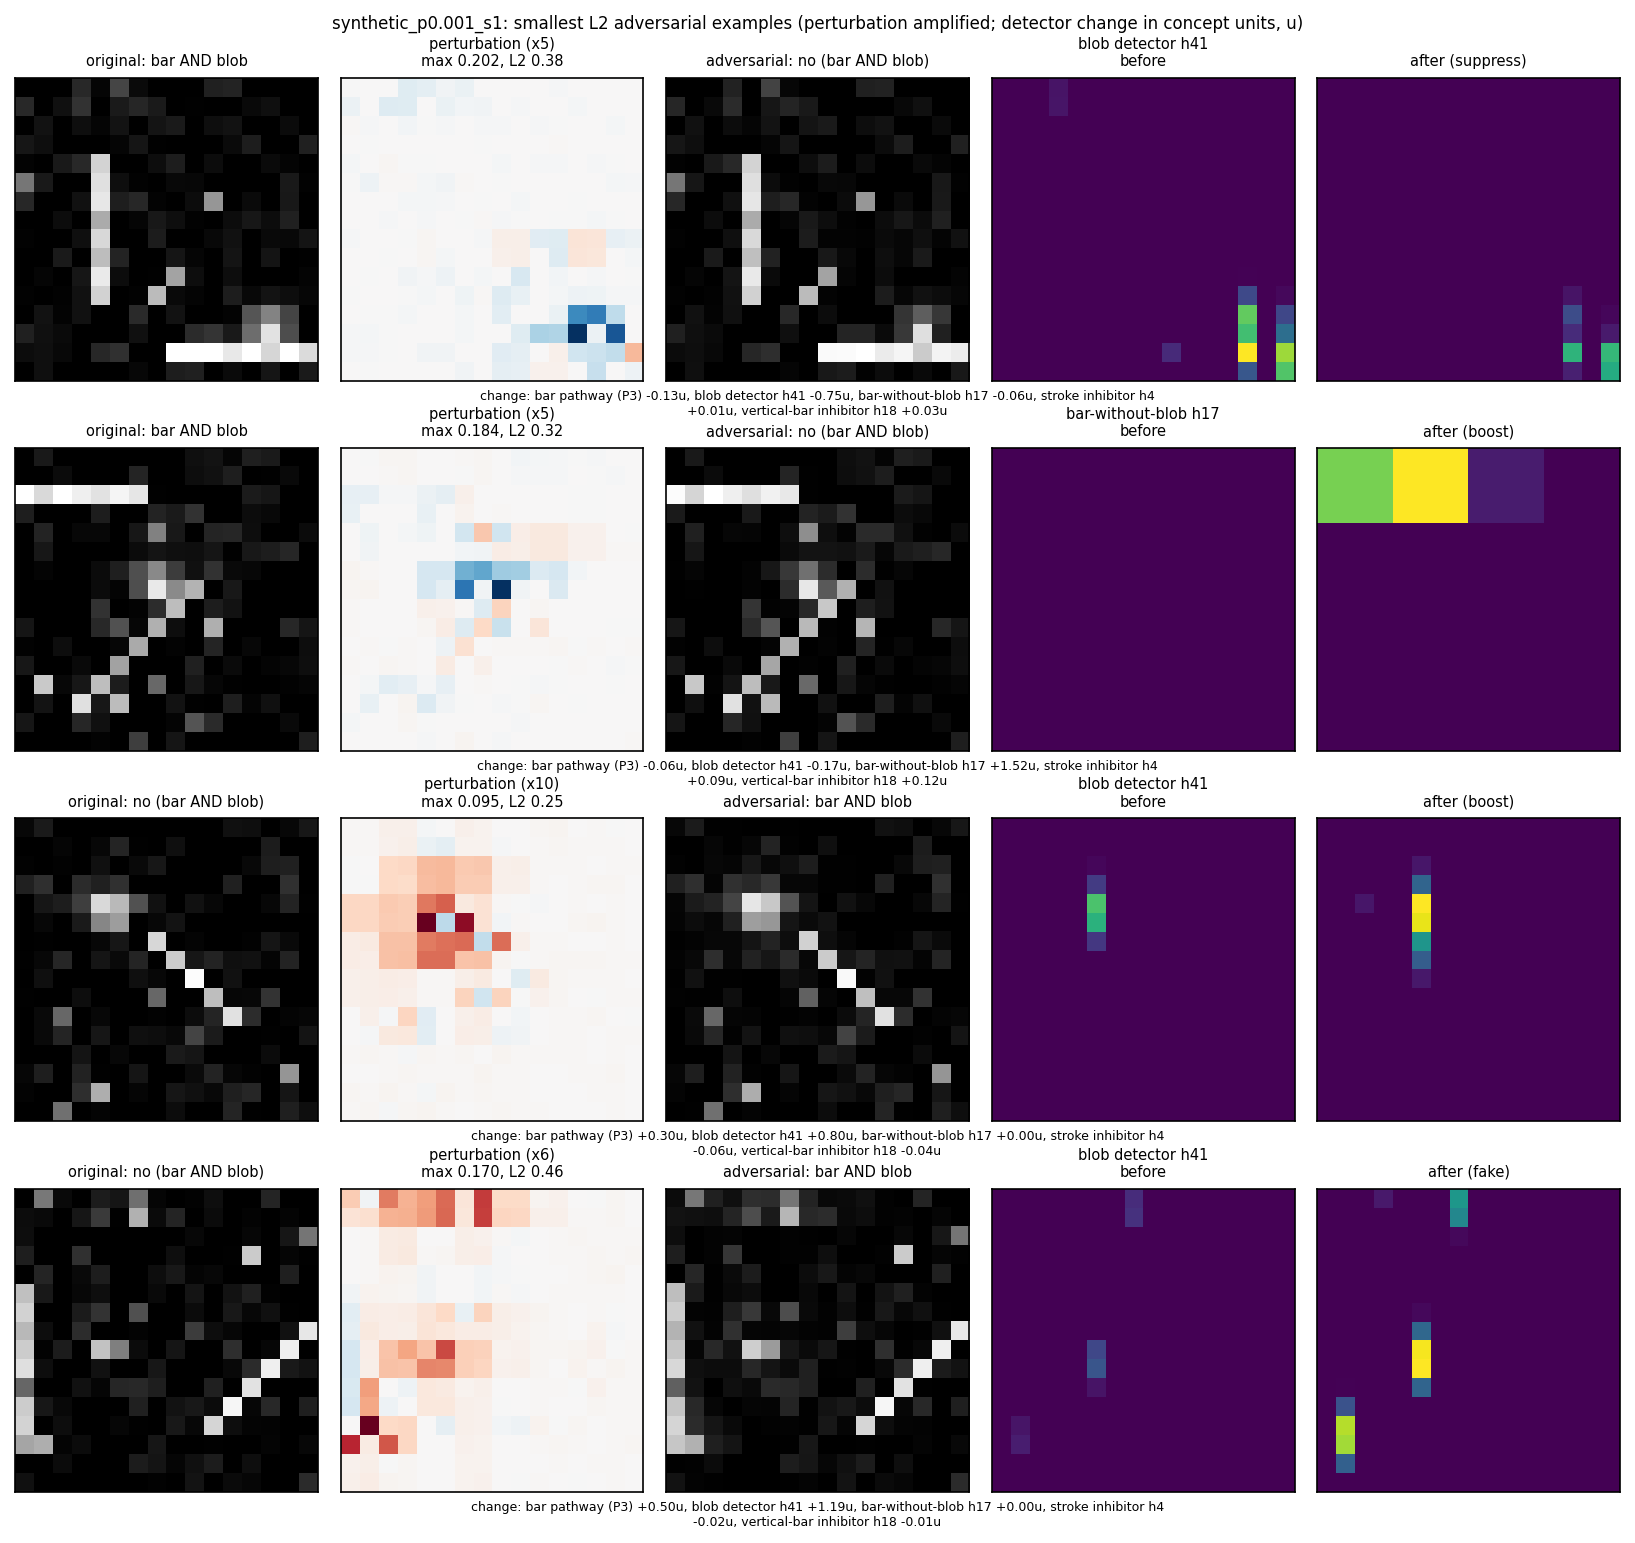 synthetic_p0.001_s1: smallest L2 adversarial examples (perturbation amplified; detector change in concept units, u)
original: bar AND blob
perturbation (x5)
max 0.202, L2 0.38
adversarial: no (bar AND blob)
blob detector h41
before
after (suppress)
change: bar pathway (P3) -0.13u, blob detector h41 -0.75u, bar-without-blob h17 -0.06u, stroke inhibitor h4
+0.01u, vertical-bar inhibitor h18 +0.03u
original: bar AND blob
perturbation (x5)
max 0.184, L2 0.32
adversarial: no (bar AND blob)
bar-without-blob h17
before
after (boost)
change: bar pathway (P3) -0.06u, blob detector h41 -0.17u, bar-without-blob h17 +1.52u, stroke inhibitor h4
+0.09u, vertical-bar inhibitor h18 +0.12u
original: no (bar AND blob)
perturbation (x10)
max 0.095, L2 0.25
adversarial: bar AND blob
blob detector h41
before
after (boost)
change: bar pathway (P3) +0.30u, blob detector h41 +0.80u, bar-without-blob h17 +0.00u, stroke inhibitor h4
-0.06u, vertical-bar inhibitor h18 -0.04u
original: no (bar AND blob)
perturbation (x6)
max 0.170, L2 0.46
adversarial: bar AND blob
blob detector h41
before
after (fake)
change: bar pathway (P3) +0.50u, blob detector h41 +1.19u, bar-without-blob h17 +0.00u, stroke inhibitor h4
-0.02u, vertical-bar inhibitor h18 -0.01u